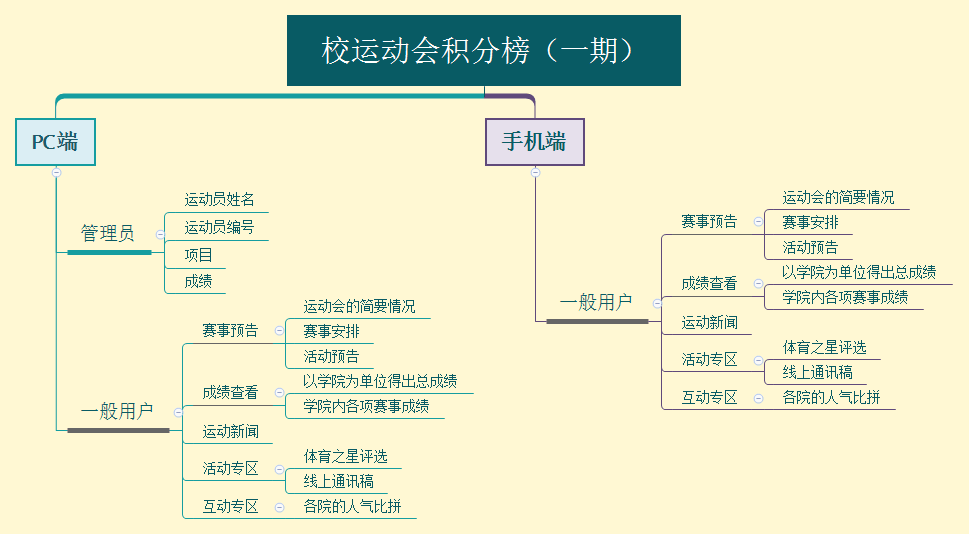 校运动会积分榜（一期）
PC端
管理员
运动员姓名
运动员编号
项目
成绩
一般用户
赛事预告
运动会的简要情况
赛事安排
活动预告
成绩查看
以学院为单位得出总成绩
学院内各项赛事成绩
运动新闻
活动专区
体育之星评选
线上通讯稿
互动专区
各院的人气比拼
手机端
一般用户
赛事预告
运动会的简要情况
赛事安排
活动预告
成绩查看
以学院为单位得出总成绩
学院内各项赛事成绩
运动新闻
活动专区
体育之星评选
线上通讯稿
互动专区
各院的人气比拼